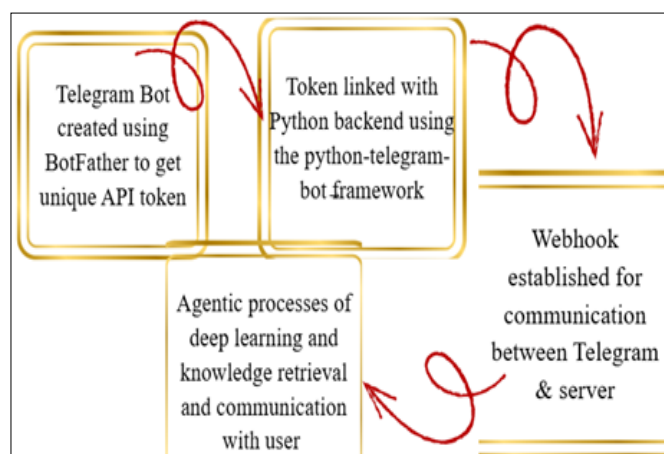 Telegram Bot
created using
BotFather to get
unique API token
Token linked with
Python backend using
the python-telegram-
bot framework
Webhook
established for
communication
between Telegram
& server
Agentic processes of
deep learning and
knowledge retrieval
and communication
with user